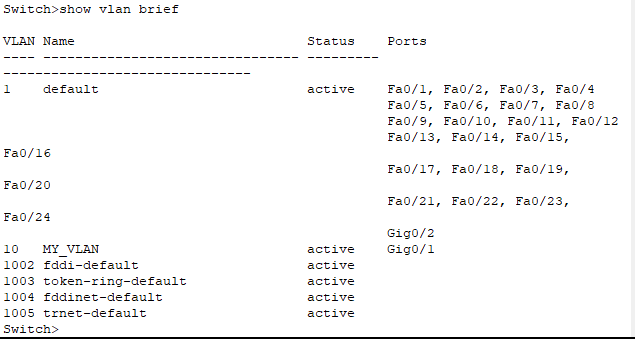 Switch>show vlan brief
VLAN Name                             Status    Ports
---- -------------------------------- ---------
-------------------------------
1    default                          active    Fa0/1, Fa0/2, Fa0/3, Fa0/4
                                                Fa0/5, Fa0/6, Fa0/7, Fa0/8
                                                Fa0/9, Fa0/10, Fa0/11, Fa0/12
                                                Fa0/13, Fa0/14, Fa0/15,
Fa0/16
                                                Fa0/17, Fa0/18, Fa0/19,
Fa0/20
                                                Fa0/21, Fa0/22, Fa0/23,
Fa0/24
                                                Gig0/2
10   MY_VLAN                          active    Gig0/1
1002 fddi-default                     active
1003 token-ring-default               active
1004 fddinet-default                  active
1005 trnet-default                    active
Switch>